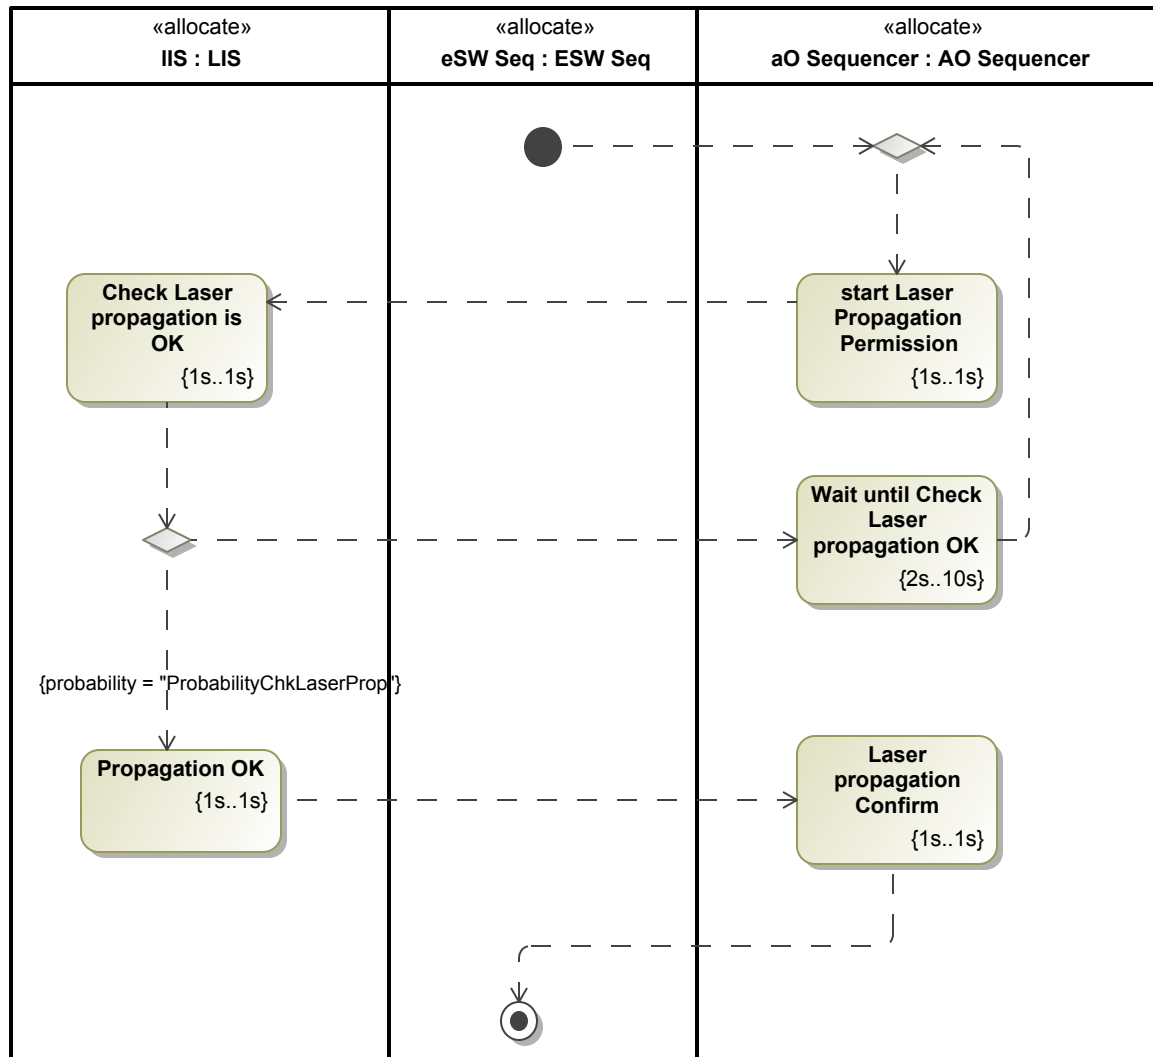 «allocate»
lIS : LIS
«allocate»
eSW Seq : ESW Seq
«allocate»
aO Sequencer : AO Sequencer
Check Laser
propagation is
OK
{1s..1s}
start Laser
Propagation
Permission
{1s..1s}
Wait until Check
Laser
propagation OK
{2s..10s}
{probability = "ProbabilityChkLaserProp"}
Propagation OK
{1s..1s}
Laser
propagation
Confirm
{1s..1s}